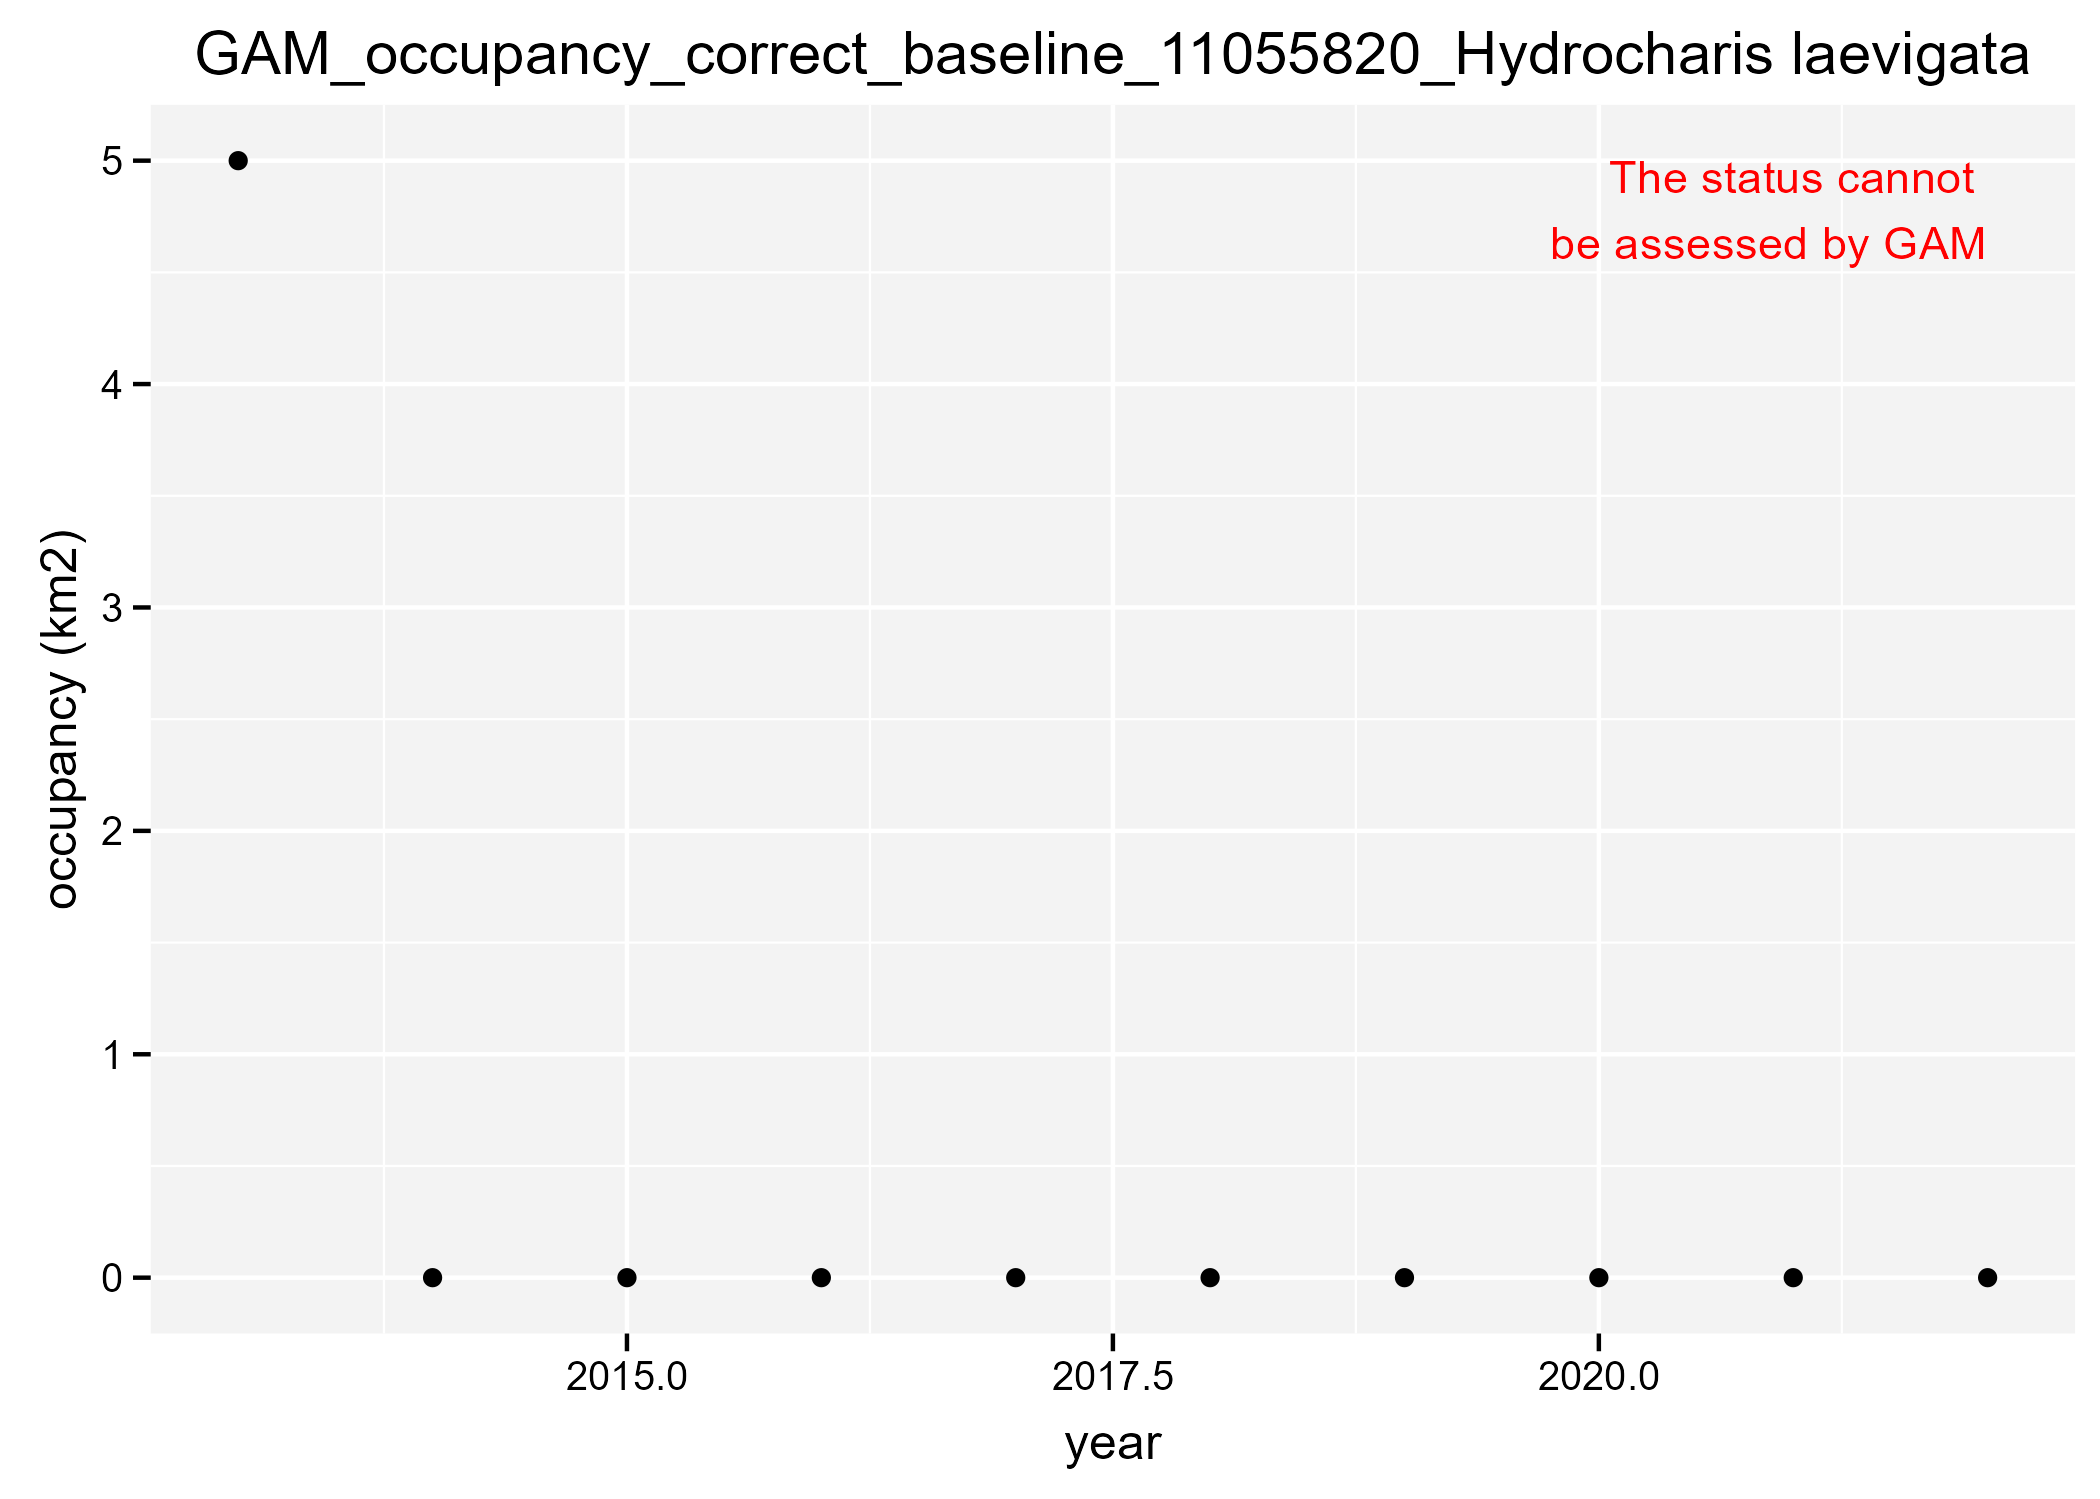 GAM_occupancy_correct_baseline_11055820_Hydrocharis laevigata
The status cannot
be assessed by GAM
occupancy (km2)
5
4
3
2
1
0
2015.0 2017.5 2020.0
year